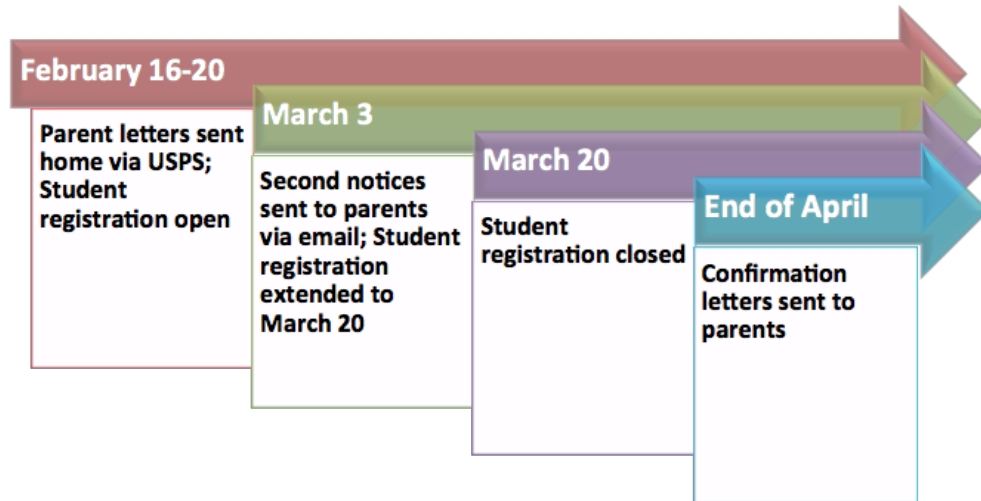 February 16-20
Parent letters sent
home via USPS;
Student
registration open
March 3
Second notices
sent to parents
via email; Student
registration
extended to
March 20
March 20
Student
registration closed
End of April
Confirmation
letters sent to
parents